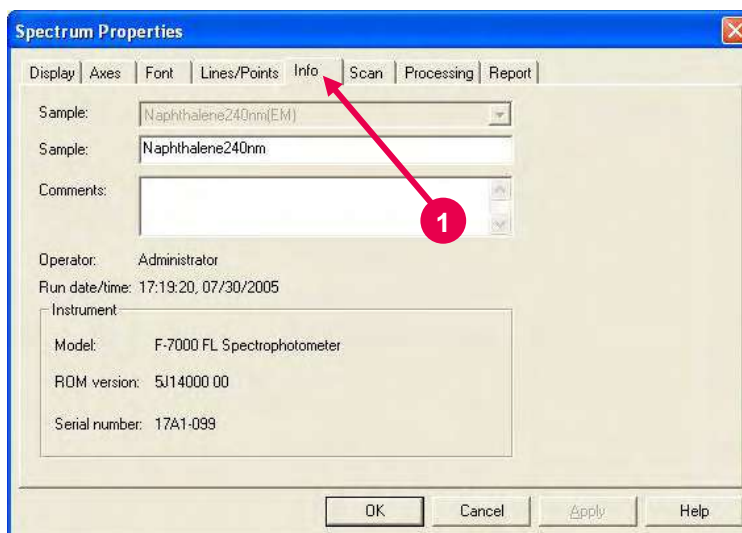 Spectrum Properties
Display Axes Font Lines/Points Info Scan Processing Report
Sample: Naphthalene240nm(EM)
Sample: Naphthalene240nm
Comments:
1
Operator: Administrator
Run date/time: 17:19:20, 07/30/2005
Instrument
Model: F-7000 FL Spectrophotometer
ROM version: 5J14000 00
Serial number: 17A1-099
OK Cancel Apply Help